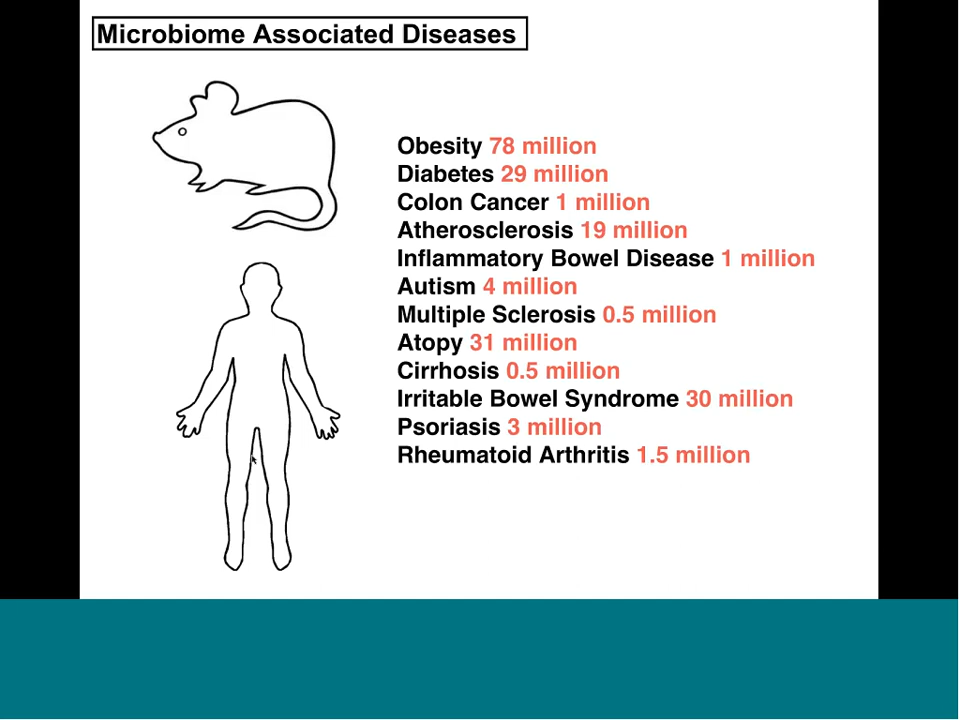 Microbiome Associated Diseases
Obesity 78 million
Diabetes 29 million
Colon Cancer 1 million
Atherosclerosis 19 million
Inflammatory Bowel Disease 1 million
Autism 4 million
Multiple Sclerosis 0.5 million
Atopy 31 million
Cirrhosis 0.5 million
Irritable Bowel Syndrome 30 million
Psoriasis 3 million
Rheumatoid Arthritis 1.5 million